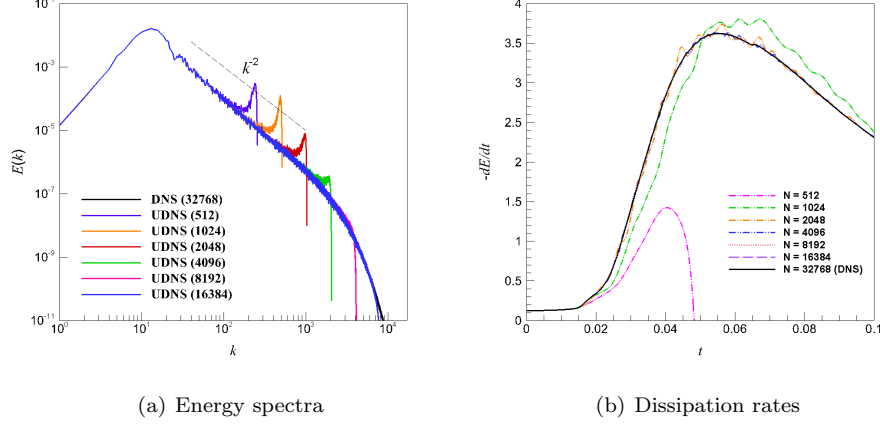 10⁻¹
10⁻³
10⁻⁵
10⁻⁷
10⁻⁹
10⁻¹¹
E(k)
k⁻²
DNS (32768)
UDNS (512)
UDNS (1024)
UDNS (2048)
UDNS (4096)
UDNS (8192)
UDNS (16384)
10⁰ 10¹ 10² 10³ 10⁴
k
(a) Energy spectra
4
3.5
3
2.5
2
1.5
1
0.5
0
-dE/dt
N = 512
N = 1024
N = 2048
N = 4096
N = 8192
N = 16384
N = 32768 (DNS)
0 0.02 0.04 0.06 0.08 0.1
t
(b) Dissipation rates